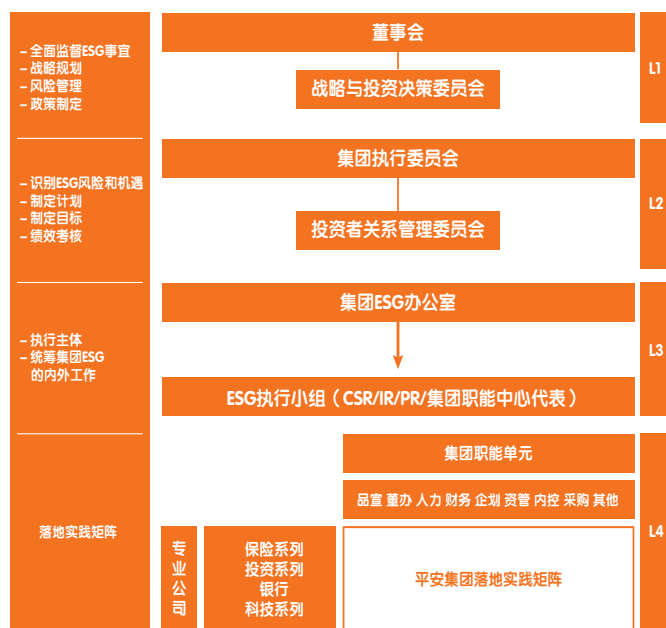 – 全面监督ESG事宜
– 战略规划
– 风险管理
– 政策制定
董事会
战略与投资决策委员会
L1
– 识别ESG风险和机遇
– 制定计划
– 制定目标
– 绩效考核
集团执行委员会
投资者关系管理委员会
L2
– 执行主体
– 统筹集团ESG
的内外工作
集团ESG办公室
ESG执行小组（CSR/IR/PR/集团职能中心代表）
L3
落地实践矩阵
集团职能单元
品宣 董办 人力 财务 企划 资管 内控 采购 其他
专业公司
保险系列
投资系列
银行
科技系列
平安集团落地实践矩阵
L4